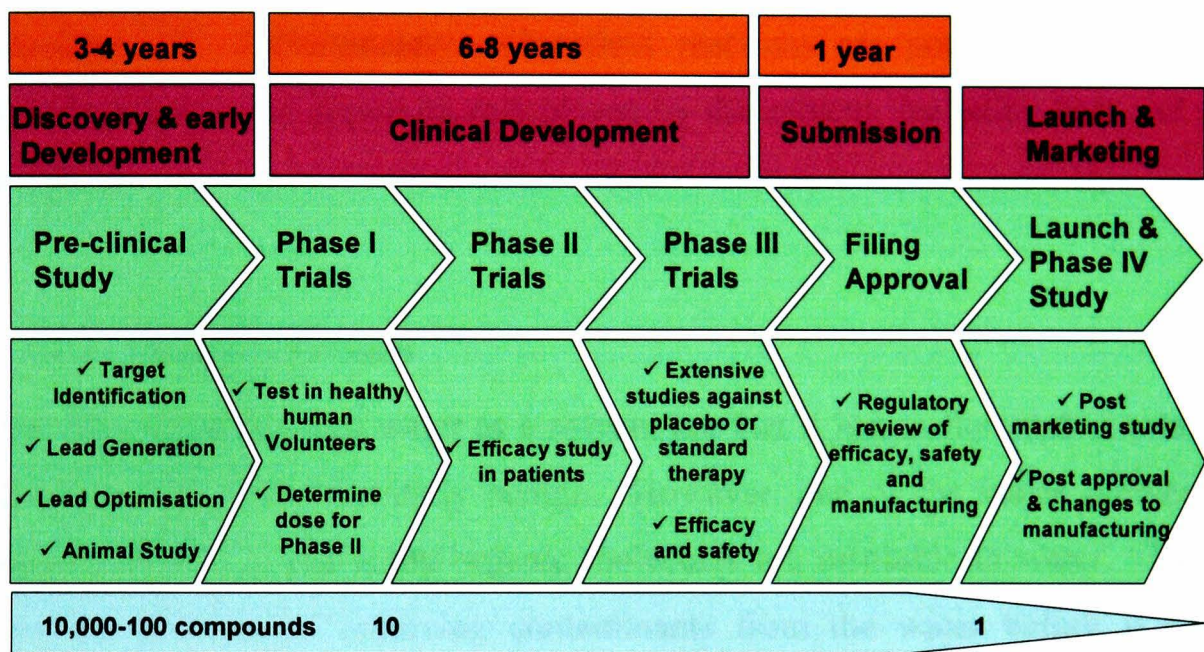 3-4 years
6-8 years
1 year
Discovery & early
Development
Clinical Development
Submission
Launch &
Marketing
Pre-clinical
Study
Phase I
Trials
Phase II
Trials
Phase III
Trials
Filing
Approval
Launch &
Phase IV
Study
✓ Target
Identification
✓ Lead Generation
✓ Lead Optimisation
✓ Animal Study
✓ Test in healthy
human
Volunteers
✓ Determine
dose for
Phase II
✓ Efficacy study
in patients
✓ Extensive
studies against
placebo or
standard
therapy
✓ Efficacy
and safety
✓ Regulatory
review of
efficacy, safety
and
manufacturing
✓ Post
marketing study
✓Post approval
& changes to
manufacturing
10,000-100 compounds
10
1